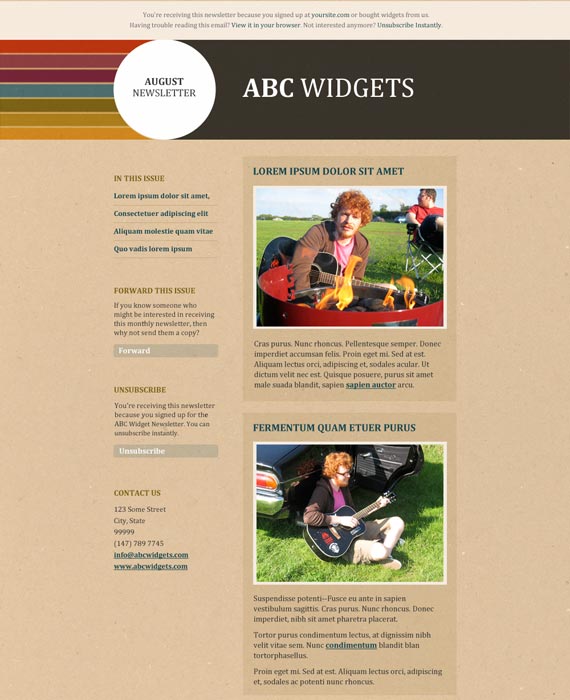 You're receiving this newsletter because you signed up at yoursite.com or bought widgets from us.
Having trouble reading this email? View it in your browser. Not interested anymore? Unsubscribe Instantly.
AUGUST
NEWSLETTER
ABC WIDGETS
IN THIS ISSUE
Lorem ipsum dolor sit amet,
Consectetuer adipiscing elit
Aliquam molestie quam vitae
Quo vadis lorem ipsum
FORWARD THIS ISSUE
If you know someone who
might be interested in receiving
this monthly newsletter, then
why not send them a copy?
Forward
UNSUBSCRIBE
You're receiving this newsletter
because you signed up for the
ABC Widget Newsletter. You can
unsubscribe instantly.
Unsubscribe
CONTACT US
123 Some Street
City, State
99999
(147) 789 7745
info@abcwidgets.com
www.abcwidgets.com
LOREM IPSUM DOLOR SIT AMET
Cras purus. Nunc rhoncus. Pellentesque semper. Donec
imperdiet accumsan felis. Proin eget mi. Sed at est.
Aliquam lectus orci, adipiscing et, sodales acular. Ut
dictum velit nec est. Quisque posuere, purus sit amet
male suada blandit, sapien sapien auctor arcu.
FERMENTUM QUAM ETUER PURUS
Suspendisse potenti--Fusce eu ante in sapien
vestibulum sagittis. Cras purus. Nunc rhoncus. Donec
imperdiet, nibh sit amet pharetra placerat.
Tortor purus condimentum lectus, at dignissim nibh
velit vitae sem. Nunc condimentum blandit blan
tortorphasellus.
Proin eget mi. Sed at est. Aliquam lectus orci, adipiscing
et, sodales ac potenti nunc rhoncus.